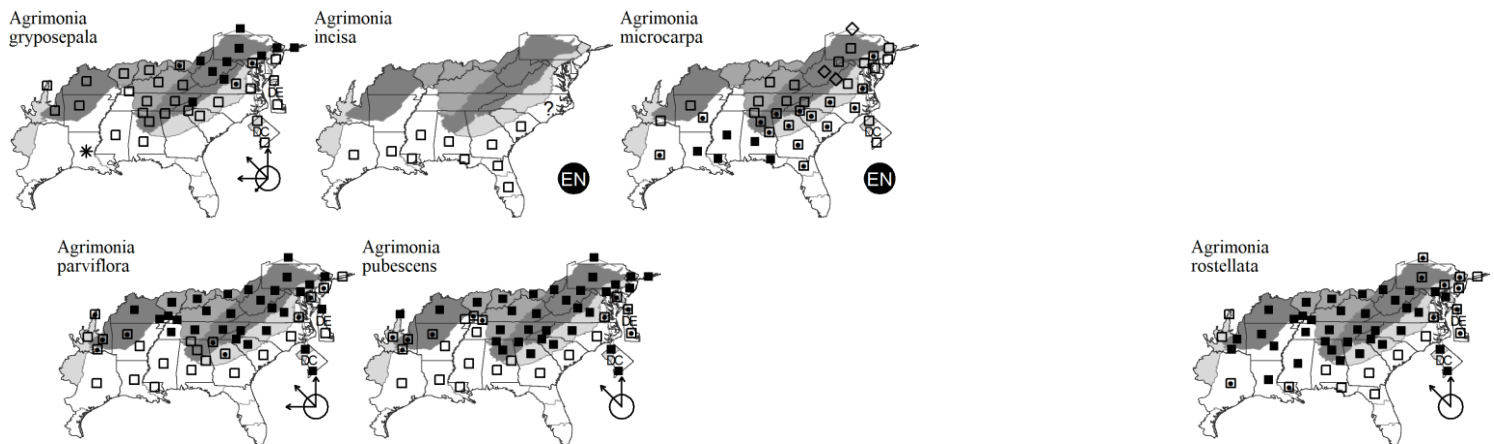 Agrimonia
gryposepala
DE
DC
Agrimonia
incisa
?
EN
Agrimonia
microcarpa
DC
EN
Agrimonia
parviflora
DE
DC
Agrimonia
pubescens
DE
DC
Agrimonia
rostellata
DE
DC